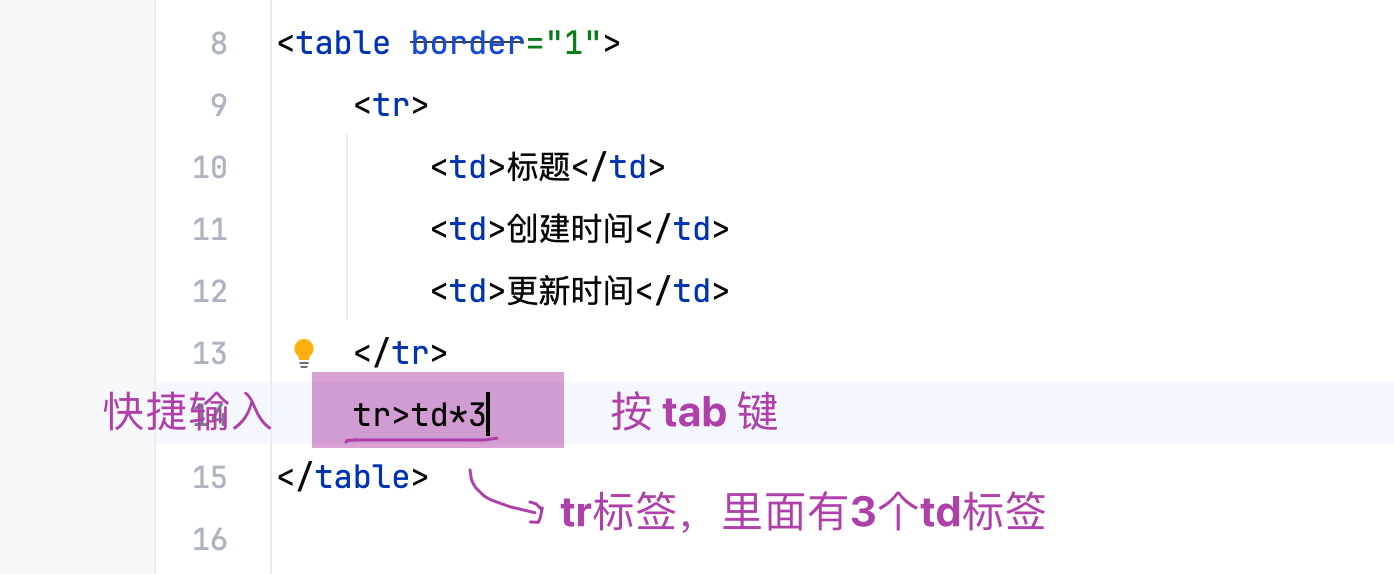 8 <table border="1">
9 <tr>
10 <td>标题</td>
11 <td>创建时间</td>
12 <td>更新时间</td>
13 </tr>
快捷输入 14 tr>td*3 按 tab 键
15 </table>
tr标签，里面有3个td标签
16